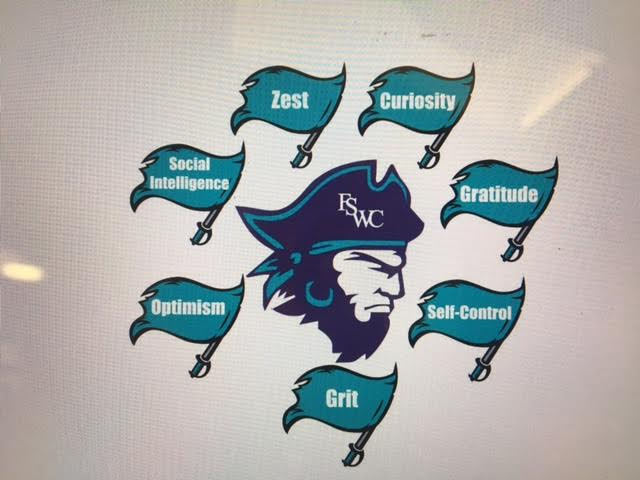 Zest
Curiosity
Social
Intelligence
Gratitude
FSWC
Optimism
Self-Control
Grit